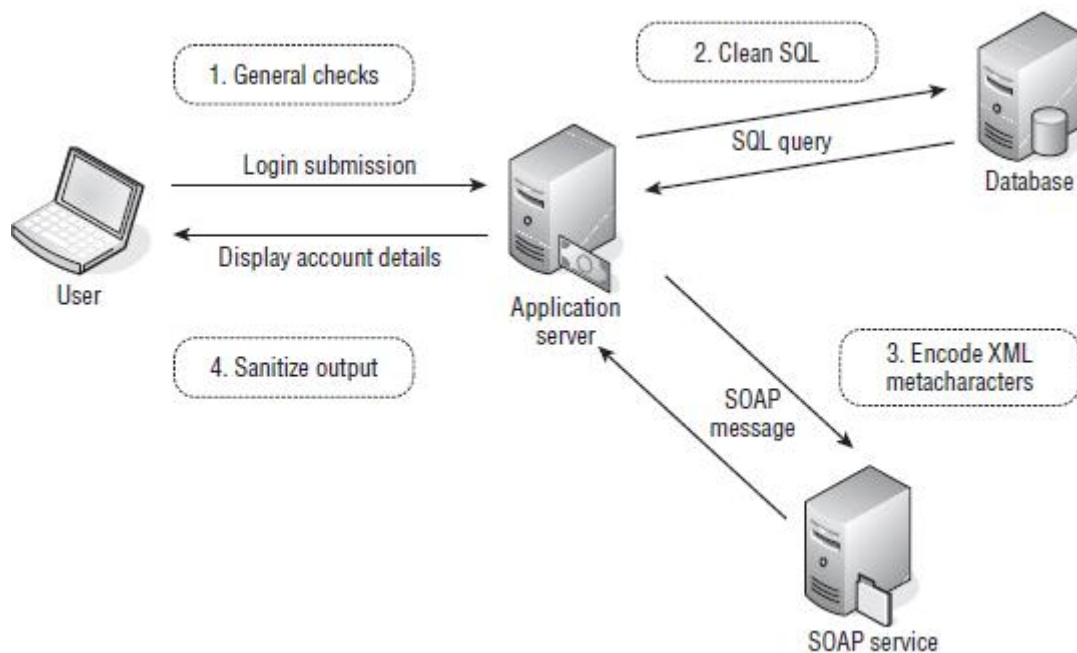 1. General checks
2. Clean SQL
Login submission
SQL query
Database
Display account details
User
Application
server
4. Sanitize output
3. Encode XML
metacharacters
SOAP
message
SOAP service